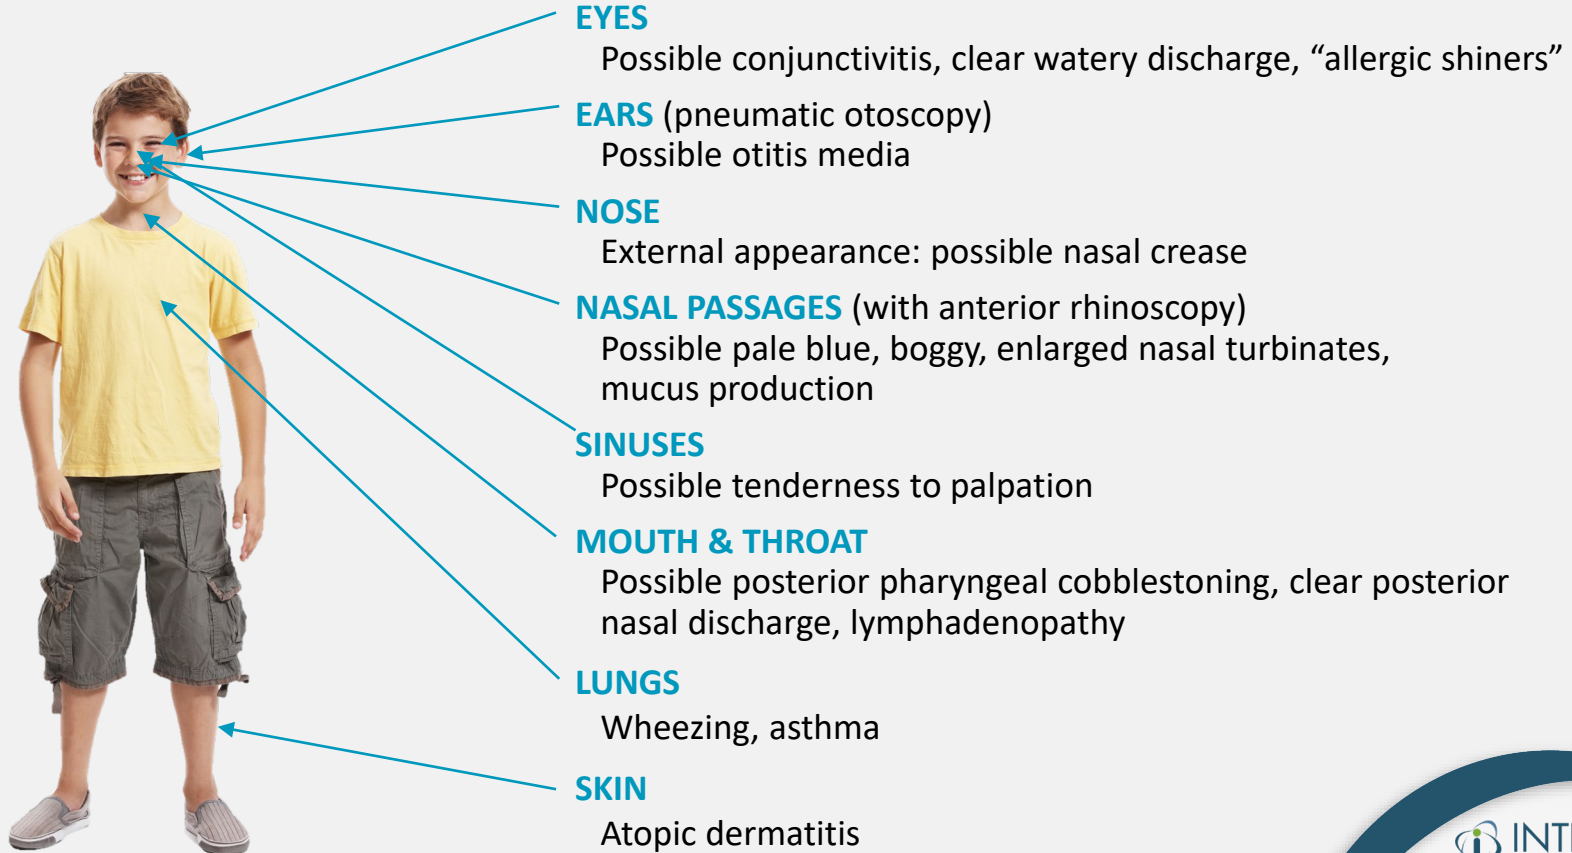 EYES
Possible conjunctivitis, clear watery discharge, “allergic shiners”
EARS (pneumatic otoscopy)
Possible otitis media
NOSE
External appearance: possible nasal crease
NASAL PASSAGES (with anterior rhinoscopy)
Possible pale blue, boggy, enlarged nasal turbinates,
mucus production
SINUSES
Possible tenderness to palpation
MOUTH & THROAT
Possible posterior pharyngeal cobblestoning, clear posterior
nasal discharge, lymphadenopathy
LUNGS
Wheezing, asthma
SKIN
Atopic dermatitis